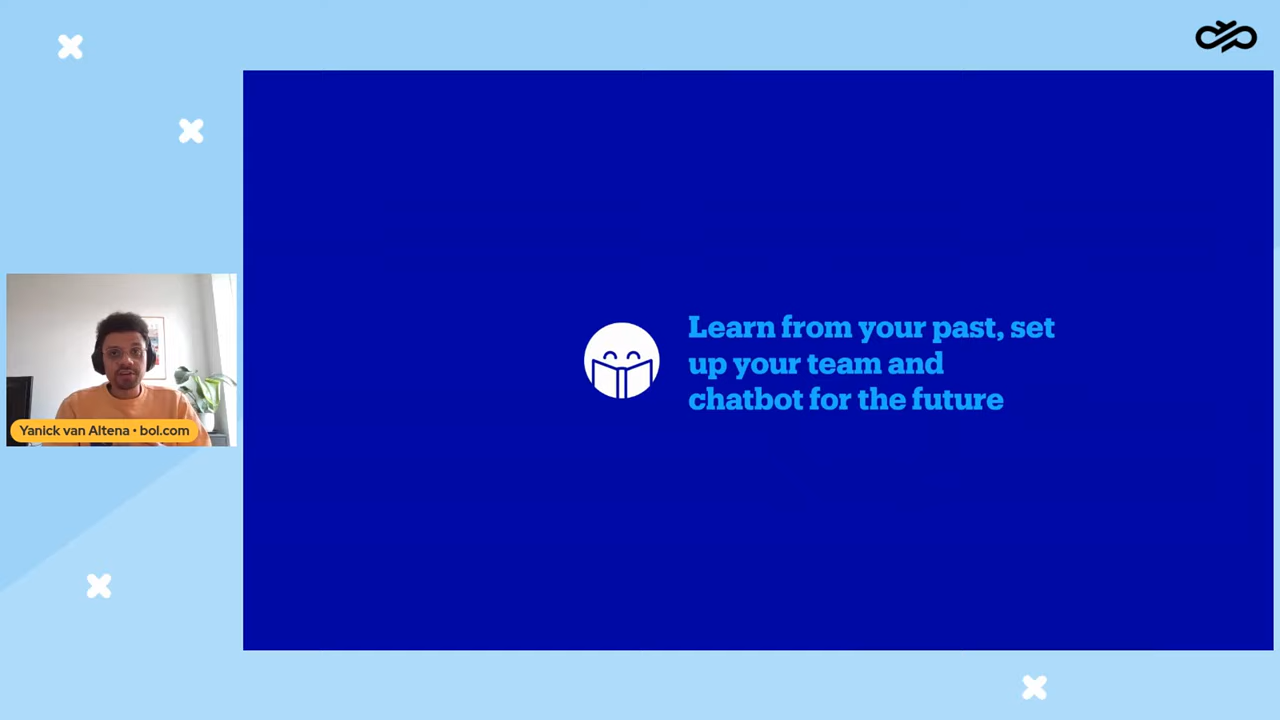 Learn from your past, set
up your team and
chatbot for the future
Yanick van Altena • bol.com